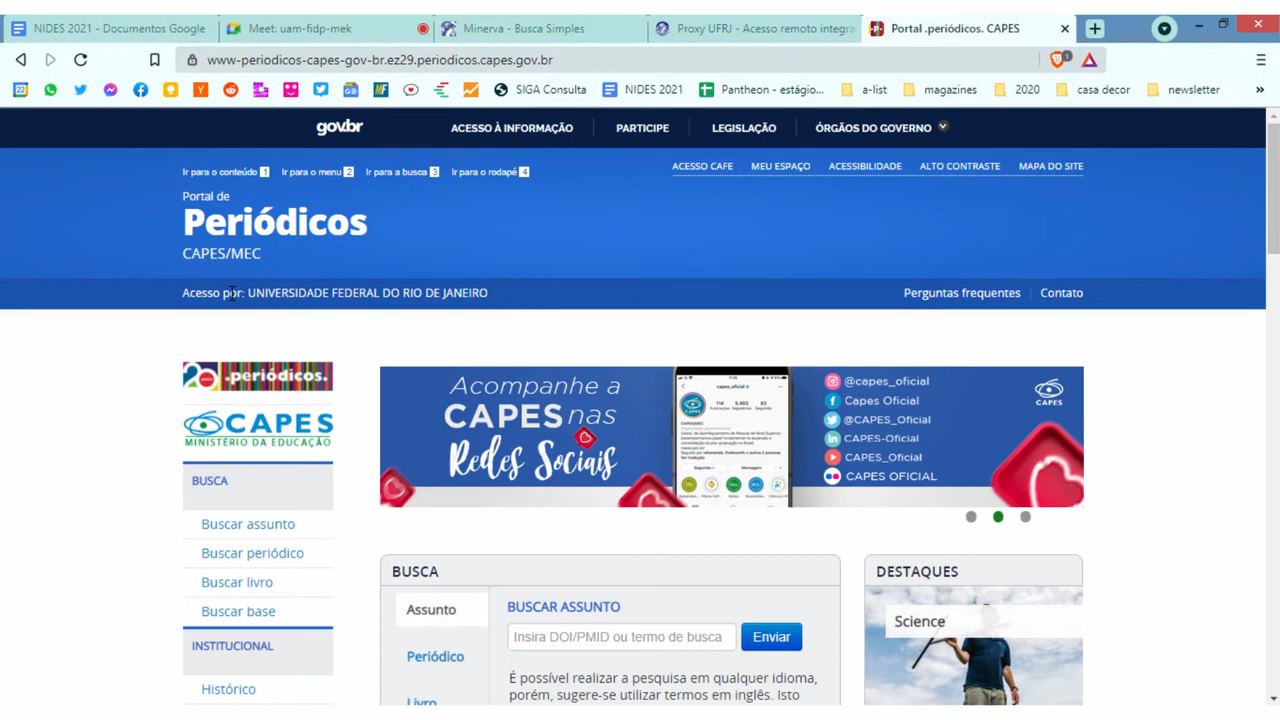 NIDES 2021 - Documentos Google
Meet: uam-fidp-mek
Minerva - Busca Simples
Proxy UFRJ - Acesso remoto integra
Portal .periódicos. CAPES
www-periodicos-capes-gov-br.ez29.periodicos.capes.gov.br
SIGA Consulta
NIDES 2021
Pantheon - estágio...
a-list
magazines
2020
casa decor
newsletter
gov.br
ACESSO À INFORMAÇÃO
PARTICIPE
LEGISLAÇÃO
ÓRGÃOS DO GOVERNO
Ir para o conteúdo 1
Ir para o menu 2
Ir para a busca 3
Ir para o rodapé 4
ACESSO CAFE
MEU ESPAÇO
ACESSIBILIDADE
ALTO CONTRASTE
MAPA DO SITE
Portal de
Periódicos
CAPES/MEC
Acesso por: UNIVERSIDADE FEDERAL DO RIO DE JANEIRO
Perguntas frequentes
Contato
.periódicos.
CAPES
MINISTÉRIO DA EDUCAÇÃO
BUSCA
Buscar assunto
Buscar periódico
Buscar livro
Buscar base
INSTITUCIONAL
Histórico
Acompanhe a
CAPES nas
Redes Sociais
capes_oficial
@capes_oficial
Capes Oficial
@CAPES_Oficial
CAPES-Oficial
@CAPESOficial
CAPES OFICIAL
CAPES
BUSCA
Assunto
Periódico
Livro
BUSCAR ASSUNTO
Insira DOI/PMID ou termo de busca
Enviar
É possível realizar a pesquisa em qualquer idioma,
porém, sugere-se utilizar termos em inglês. Isto
DESTAQUES
Science